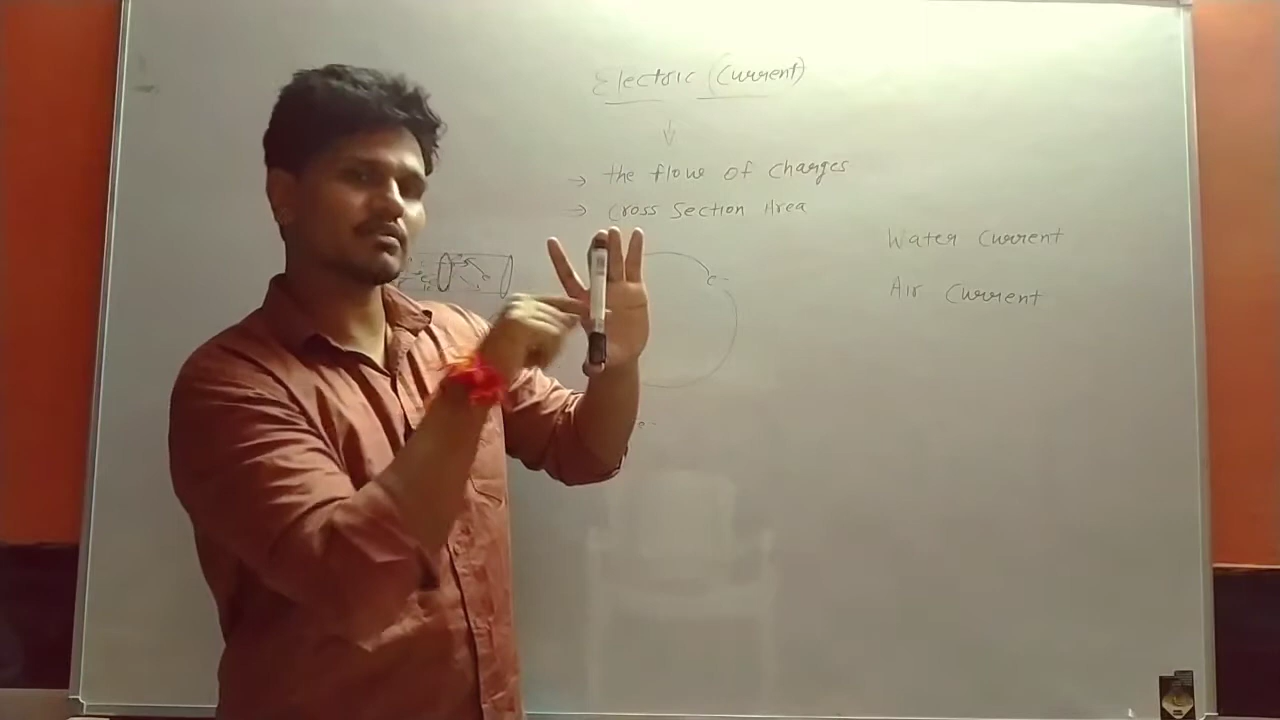 Electric (Current)
→ the flow of Charges
→ Cross Section Area
Water Current
Air Current
e-
e-